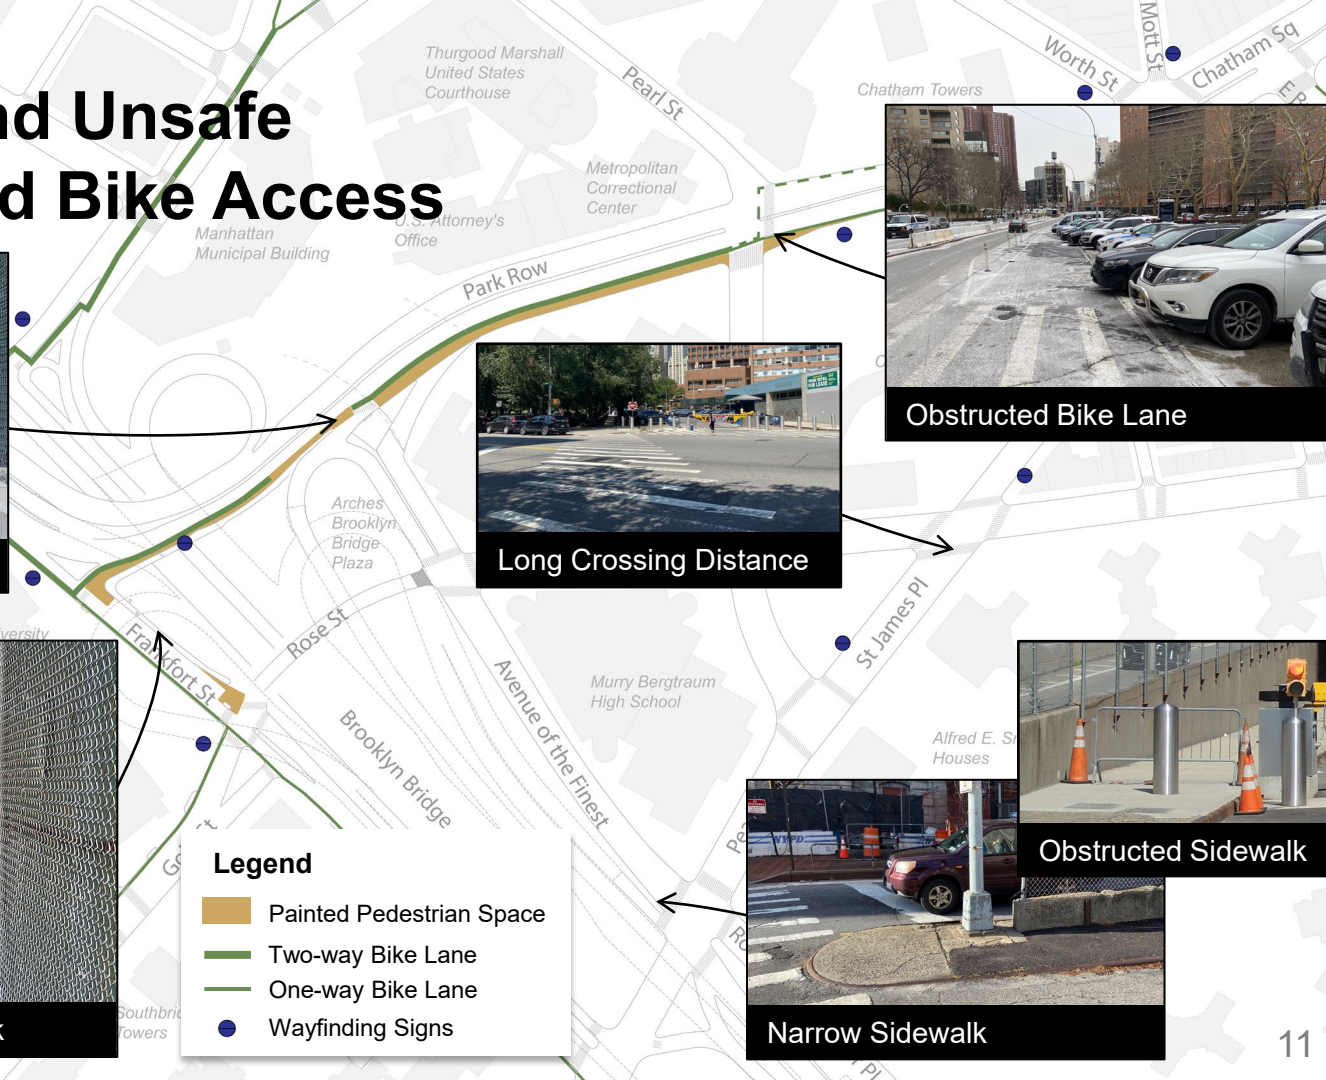 nd Unsafe
d Bike Access
Thurgood Marshall
United States
Courthouse
Pearl St
Worth St
Mott St
Chatham Sq
Chatham Towers
Metropolitan
Correctional
Center
U.S. Attorney's
Office
Manhattan
Municipal Building
Park Row
Obstructed Bike Lane
Long Crossing Distance
Arches
Brooklyn
Bridge
Plaza
Rose St
Frankfort St
versity
St James Pl
Avenue of the Finest
Murry Bergtraum
High School
Brooklyn Bridge
Alfred E. Sm
Houses
Obstructed Sidewalk
NYPD
Narrow Sidewalk
Legend
Painted Pedestrian Space
Two-way Bike Lane
One-way Bike Lane
Wayfinding Signs
Southbri
Towers
k
Pl
11